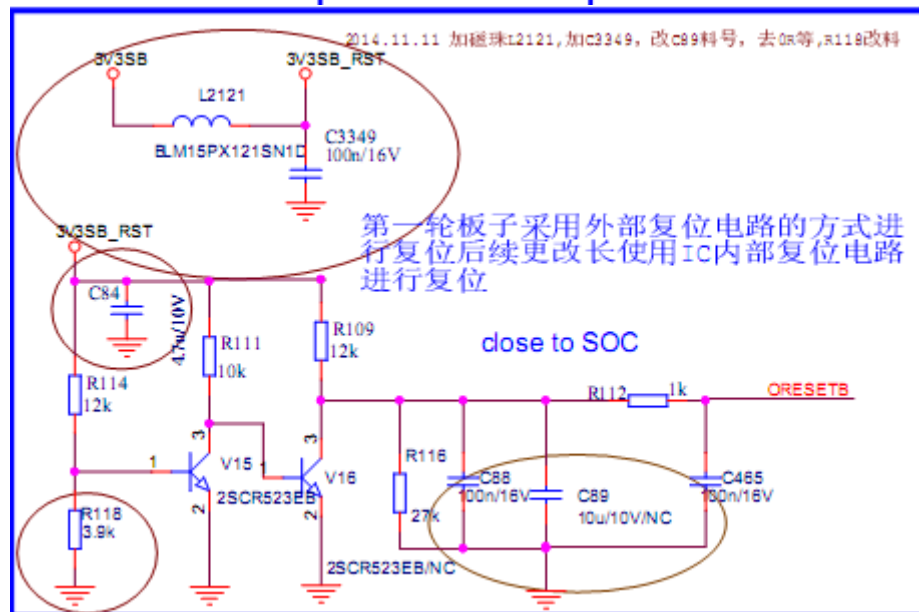 2014.11.11 加磁珠L2121,加C3349，改C89料号，去0R等,R118改料
3V3SB
3V3SB_RST
L2121
BLM15PX121SN1D
C3349
100n/16V
第一轮板子采用外部复位电路的方式进
行复位后续更改长使用IC内部复位电路
进行复位
3V3SB_RST
C84
4.7u/10V
R111
10k
R109
12k
close to SOC
R114
12k
R112
1k
ORESETB
3
3
1
V15
1
V16
R116
C88
100n/16V
C465
100n/16V
2SCR523EB
2
2
C89
10u/10V/NC
R118
3.9k
27k
2SCR523EB/NC